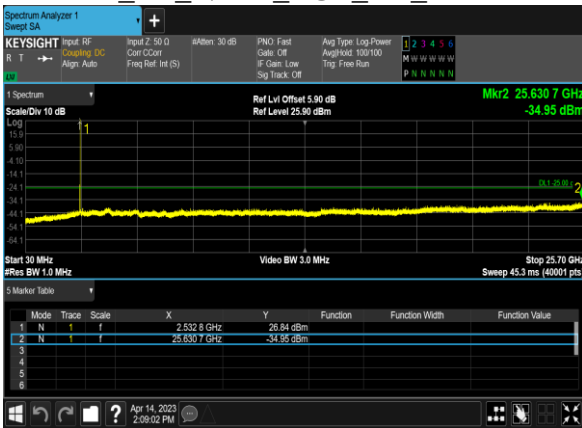 Spectrum Analyzer 1
Swept SA
+
KEYSIGHT Input: RF Input Z: 50 Ω #Atten: 30 dB PNO: Fast Avg Type: Log-Power 1 2 3 4 5 6
R T Coupling: DC Corr CCorr Gate: Off Avg|Hold: 100/100 M W W W W W
Align: Auto Freq Ref: Int (S) IF Gain: Low Trig: Free Run
Sig Track: Off P N N N N N
LV
1 Spectrum Ref Lvl Offset 5.90 dB Mkr2 25.630 7 GHz
Scale/Div 10 dB Ref Level 25.90 dBm -34.95 dBm
Log
1
15.9
5.90
-4.10
-14.1
-24.1 DL1 -25.00
2
-34.1
-44.1
-54.1
-64.1
Start 30 MHz Video BW 3.0 MHz Stop 25.70 GHz
#Res BW 1.0 MHz Sweep 45.3 ms (40001 pts
5 Marker Table
Mode Trace Scale X Y Function Function Width Function Value
1 N 1 f 2.532 8 GHz 26.84 dBm
2 N 1 f 25.630 7 GHz -34.95 dBm
3
4
5
6
? Apr 14, 2023
2:09:02 PM